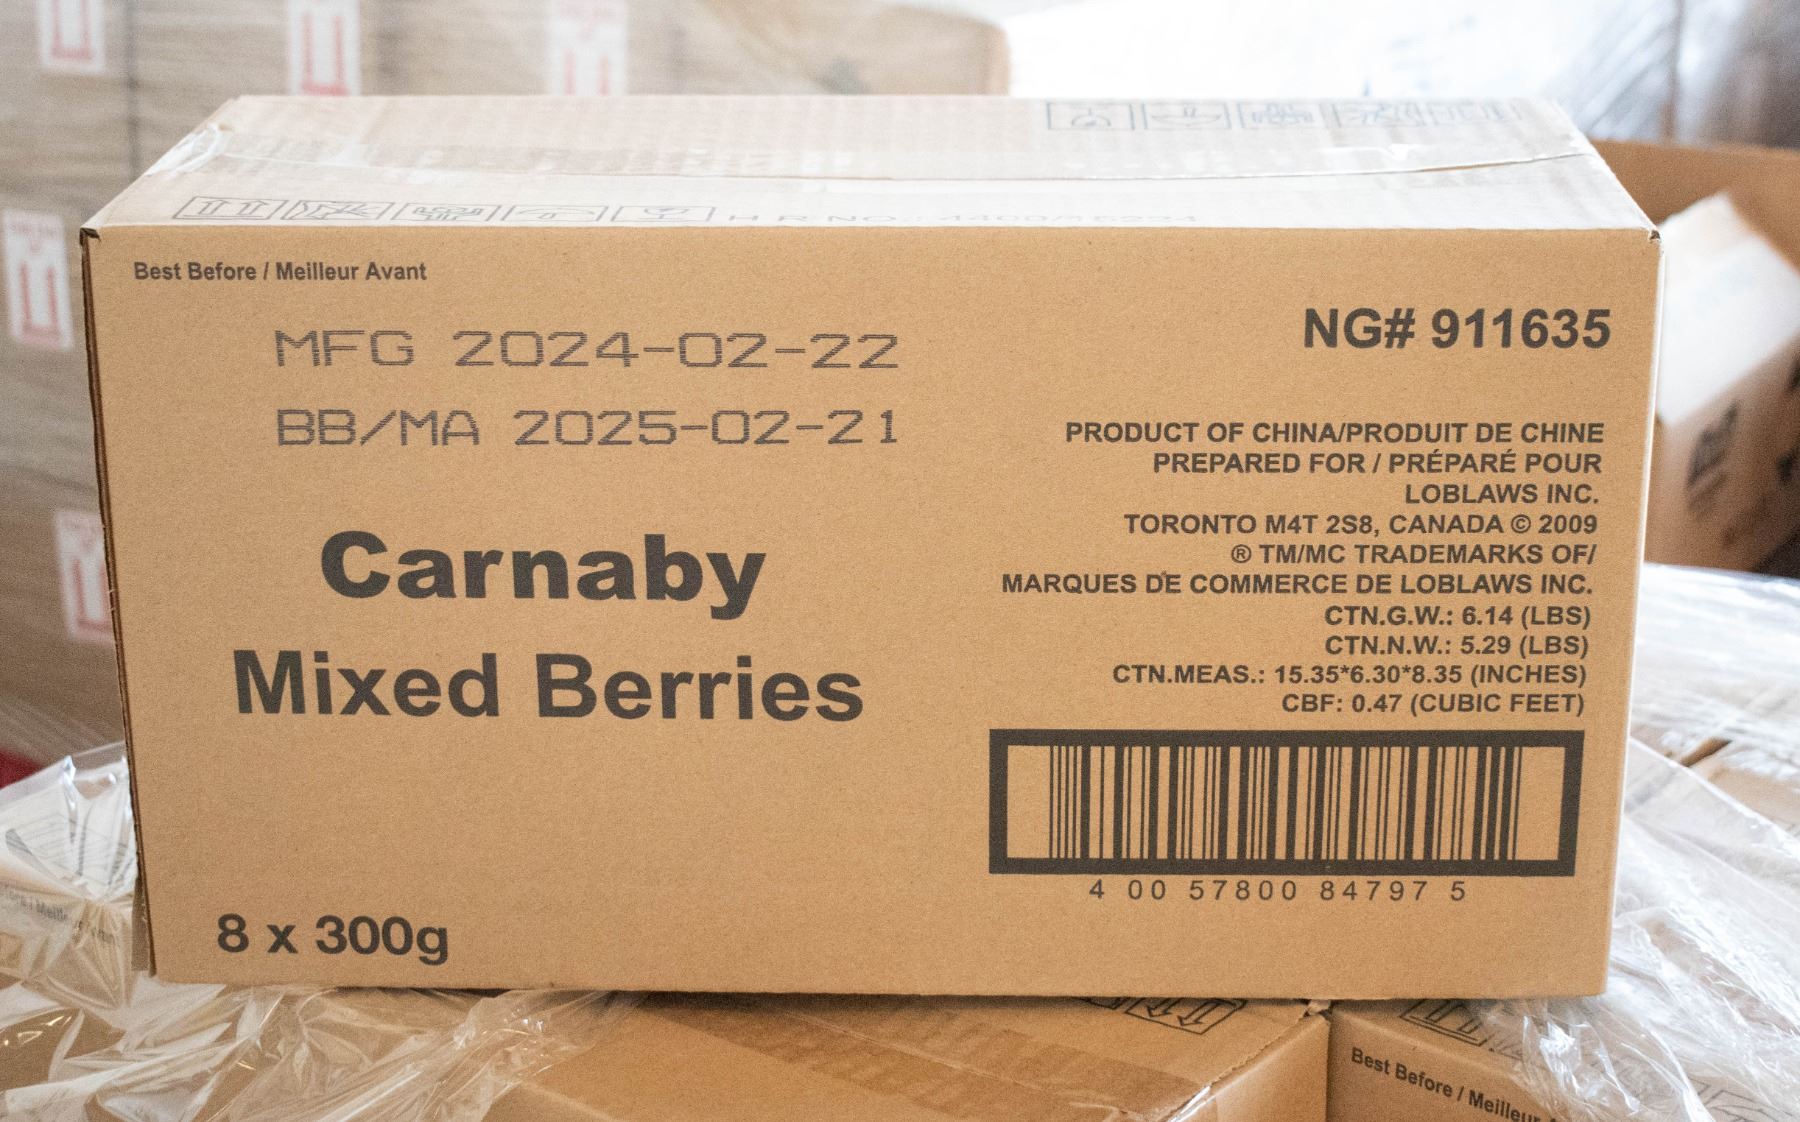 H R NO.:
Best Before / Meilleur Avant
MFG 2024-02-22
BB/MA 2025-02-21
Carnaby
Mixed Berries
8 x 300g
NG# 911635
PRODUCT OF CHINA/PRODUIT DE CHINE
PREPARED FOR / PRÉPARÉ POUR
LOBLAWS INC.
TORONTO M4T 2S8, CANADA © 2009
® TM/MC TRADEMARKS OF/
MARQUES DE COMMERCE DE LOBLAWS INC.
CTN.G.W.: 6.14 (LBS)
CTN.N.W.: 5.29 (LBS)
CTN.MEAS.: 15.35*6.30*8.35 (INCHES)
CBF: 0.47 (CUBIC FEET)
4 00 57800 84797 5
Best Before / Meilleur